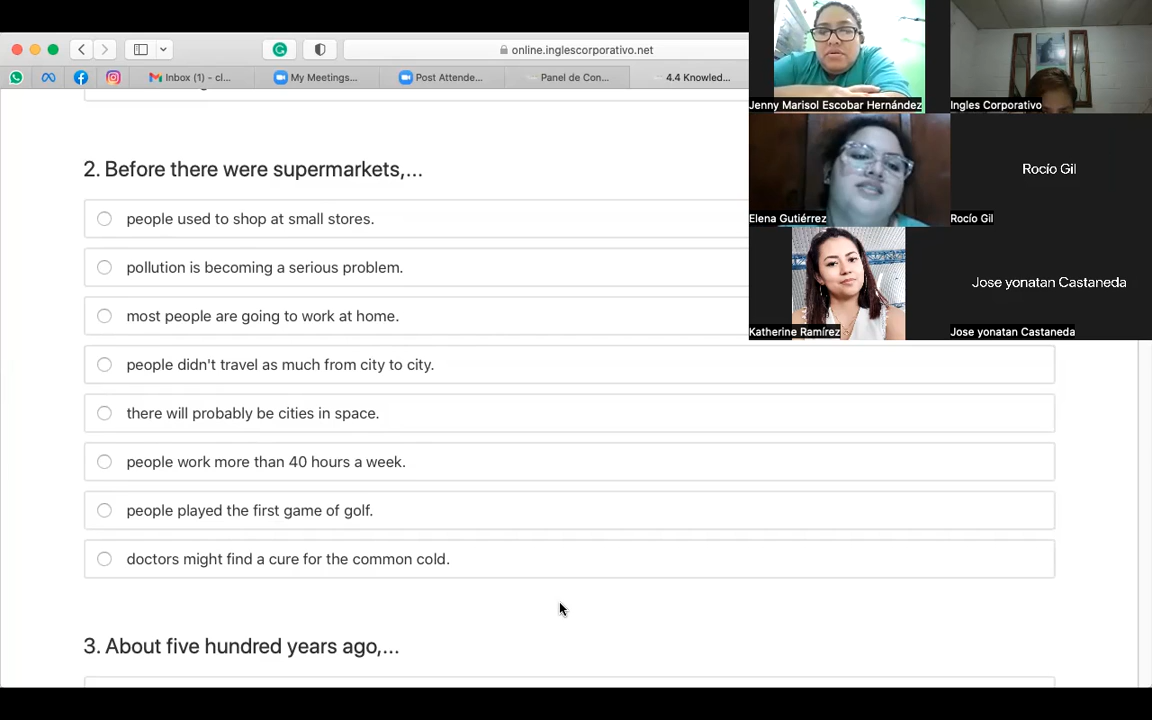 online.inglescorporativo.net
Inbox (1) - cl...
My Meetings...
Post Attende...
Panel de Con...
4.4 Knowled...
Jenny Marisol Escobar Hernández
Ingles Corporativo
Elena Gutiérrez
Rocío Gil
Rocío Gil
Katherine Ramírez
Jose yonatan Castaneda
Jose yonatan Castaneda
2. Before there were supermarkets,...
people used to shop at small stores.
pollution is becoming a serious problem.
most people are going to work at home.
people didn't travel as much from city to city.
there will probably be cities in space.
people work more than 40 hours a week.
people played the first game of golf.
doctors might find a cure for the common cold.
3. About five hundred years ago,...